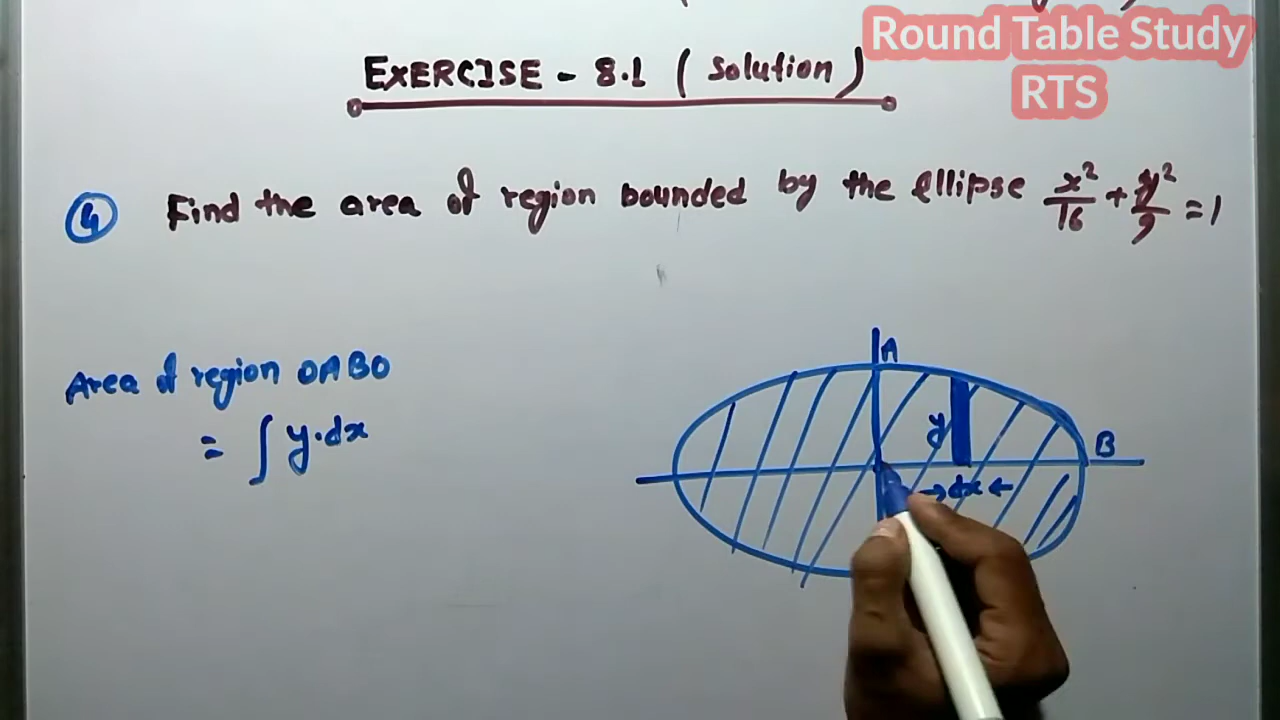 Round Table Study
RTS
EXERCISE - 8.1 (Solution)
④ Find the area of region bounded by the ellipse x²/16 + y²/9 = 1
Area of region OABO
= ∫ y.dx
A
y
B
→dx←